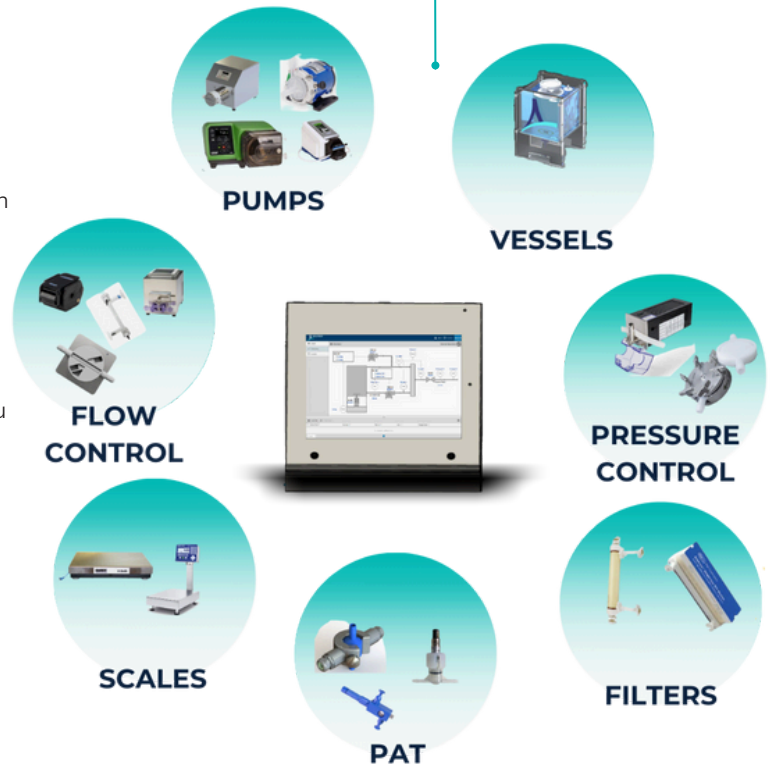 PUMPS
VESSELS
n
FLOW
CONTROL
u
PRESSURE
CONTROL
SCALES
FILTERS
PAT